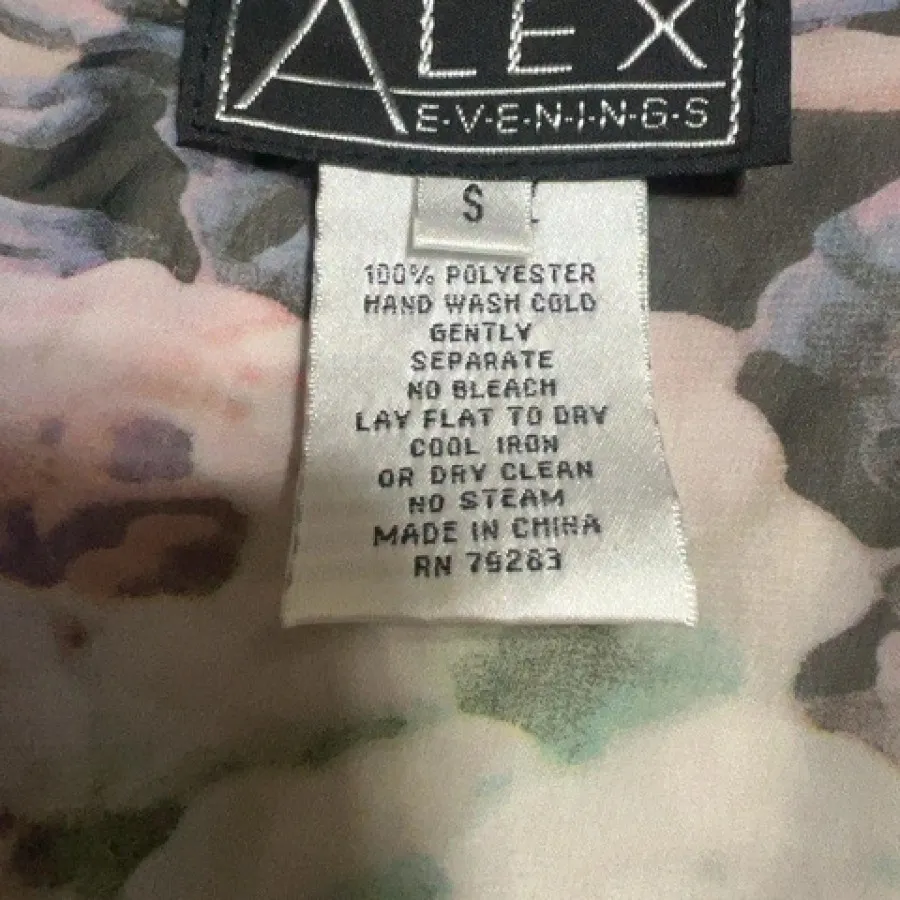 ALEX
E·V·E·N·I·N·G·S
S
100% POLYESTER
HAND WASH COLD
GENTLY
SEPARATE
NO BLEACH
LAY FLAT TO DRY
COOL IRON
OR DRY CLEAN
NO STEAM
MADE IN CHINA
RN 79283